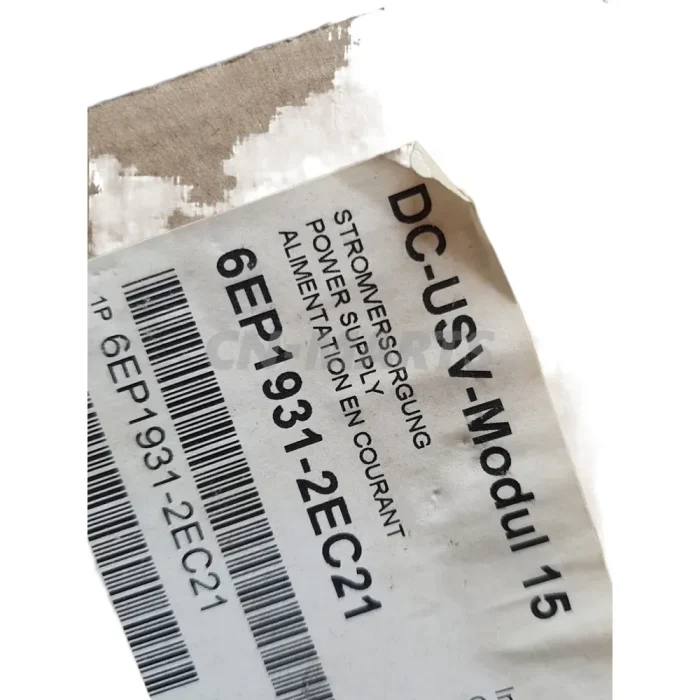 DC-USV-Modul 15
STROMVERSORGUNG
POWER SUPPLY
ALIMENTATION EN COURANT
6EP1931-2EC21
1P 6EP1931-2EC21